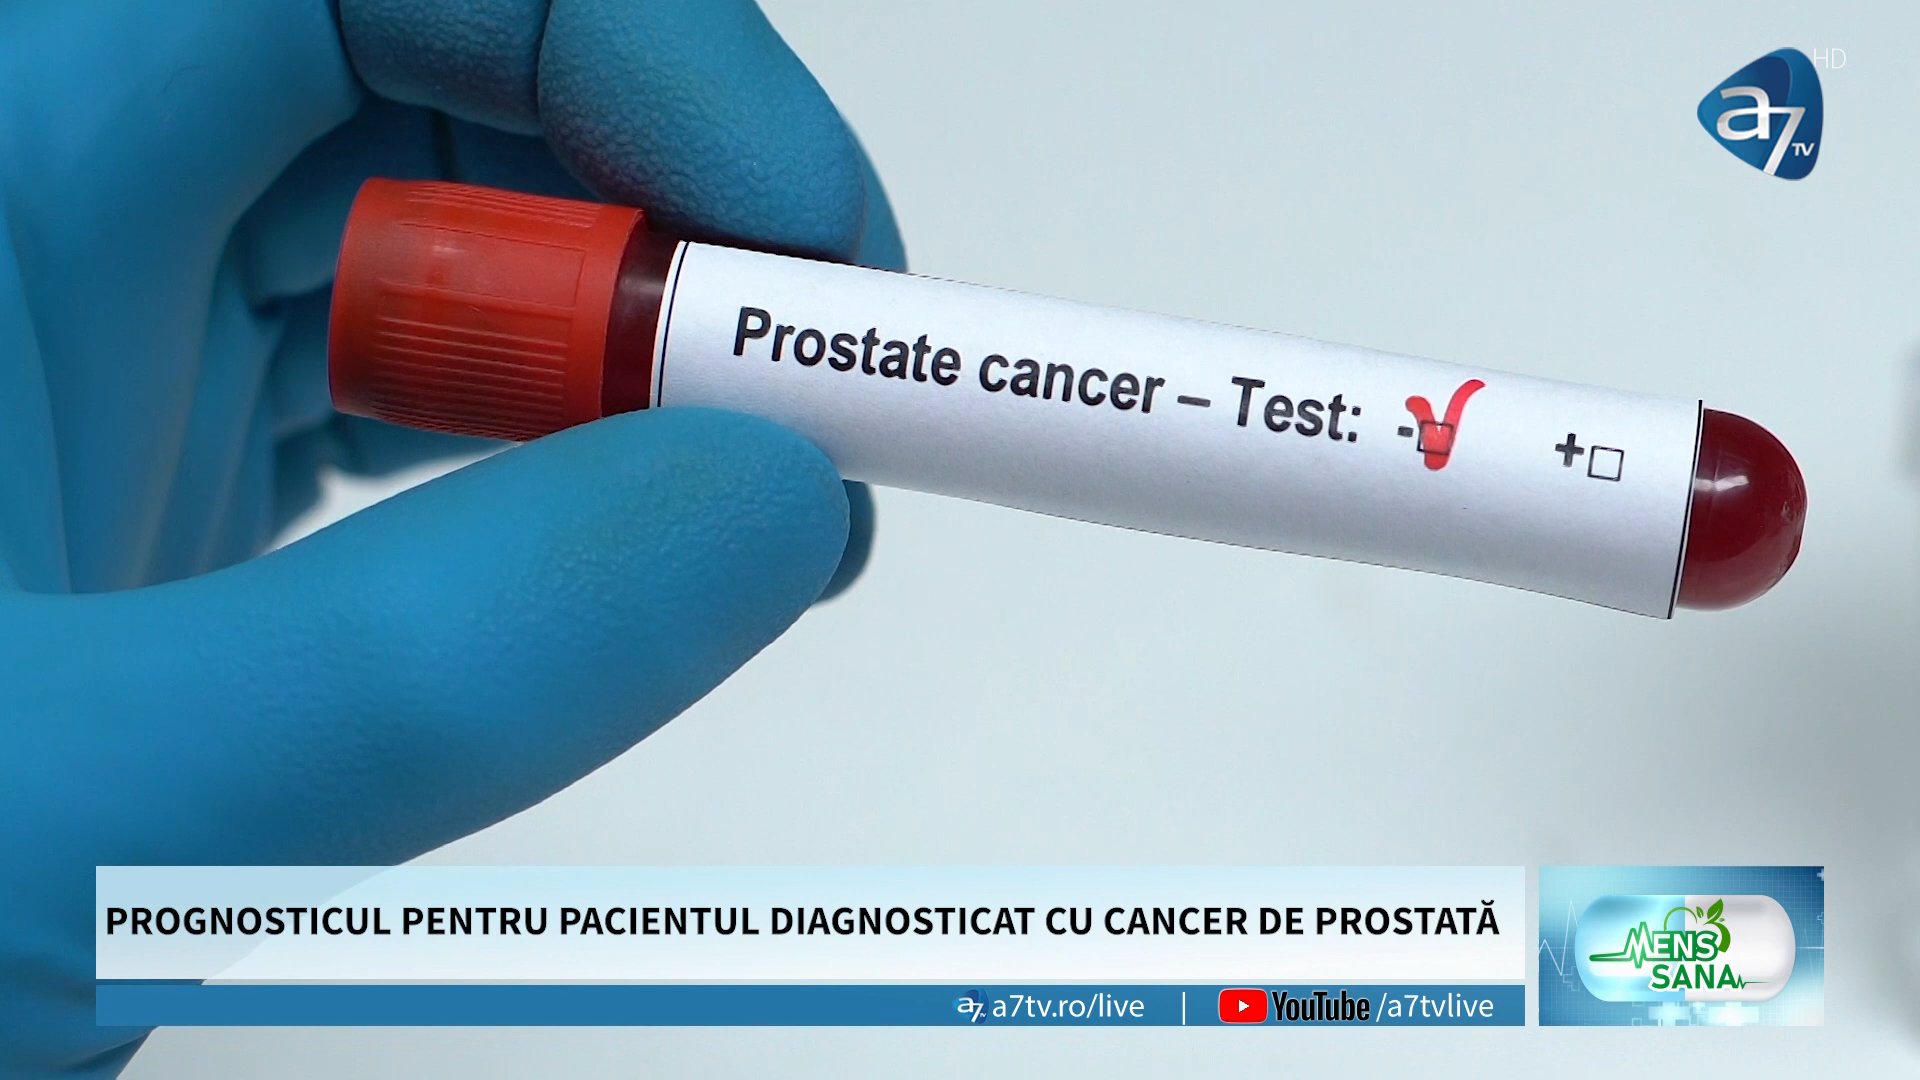 HD
a7 TV
Prostate cancer – Test: -☑ +☐
PROGNOSTICUL PENTRU PACIENTUL DIAGNOSTICAT CU CANCER DE PROSTATĂ
MENS
SANA
a7tv.ro/live | YouTube /a7tvlive